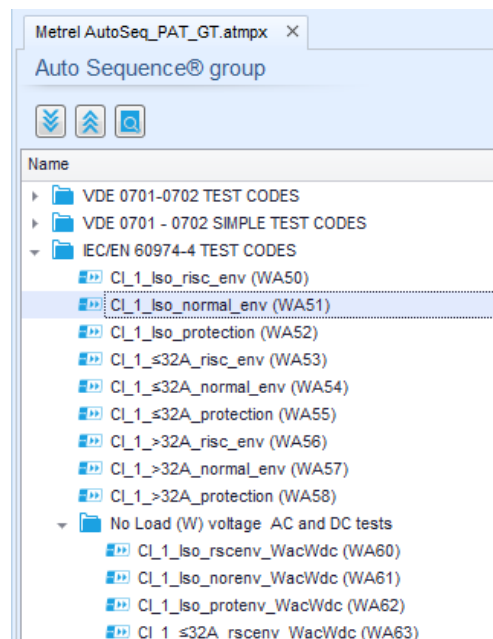 Metrel AutoSeq_PAT_GT.atmpx ×
Auto Sequence® group
Name
VDE 0701-0702 TEST CODES
VDE 0701 - 0702 SIMPLE TEST CODES
IEC/EN 60974-4 TEST CODES
Cl_1_Iso_risc_env (WA50)
Cl_1_Iso_normal_env (WA51)
Cl_1_Iso_protection (WA52)
Cl_1_≤32A_risc_env (WA53)
Cl_1_≤32A_normal_env (WA54)
Cl_1_≤32A_protection (WA55)
Cl_1_>32A_risc_env (WA56)
Cl_1_>32A_normal_env (WA57)
Cl_1_>32A_protection (WA58)
No Load (W) voltage AC and DC tests
Cl_1_Iso_rscenv_WacWdc (WA60)
Cl_1_Iso_norenv_WacWdc (WA61)
Cl_1_Iso_protenv_WacWdc (WA62)
Cl_1_≤32A_rscenv_WacWdc (WA63)